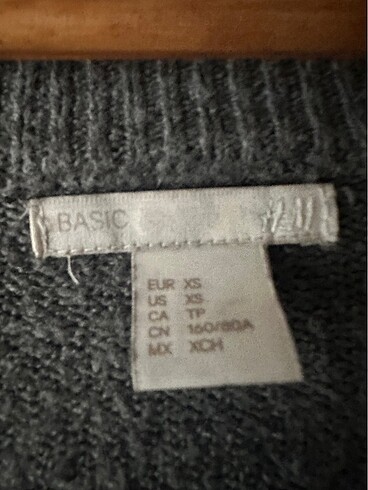 BASIC
EUR XS
US XS
CA TP
CN 160/80A
MX XCH